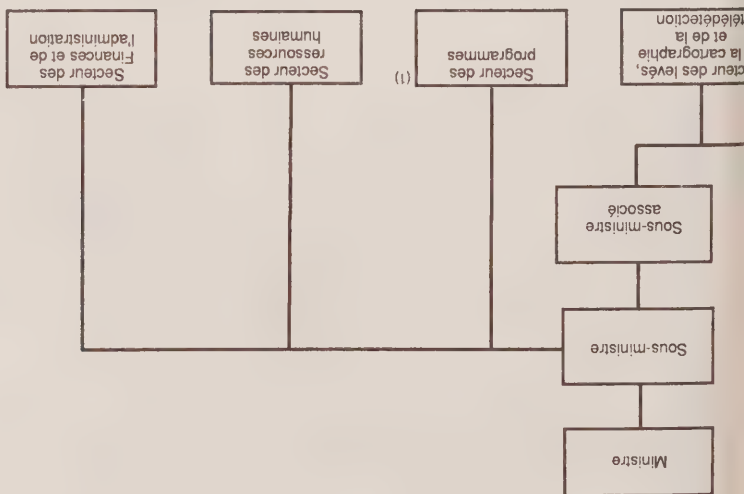 Ministre
Sous-ministre
Sous-ministre
associé
cteur des levés,
la cartographie
et de la
télédétection
Secteur des
programmes
(1)
Secteur des
ressources
humaines
Secteur des
Finances et de
l'administration